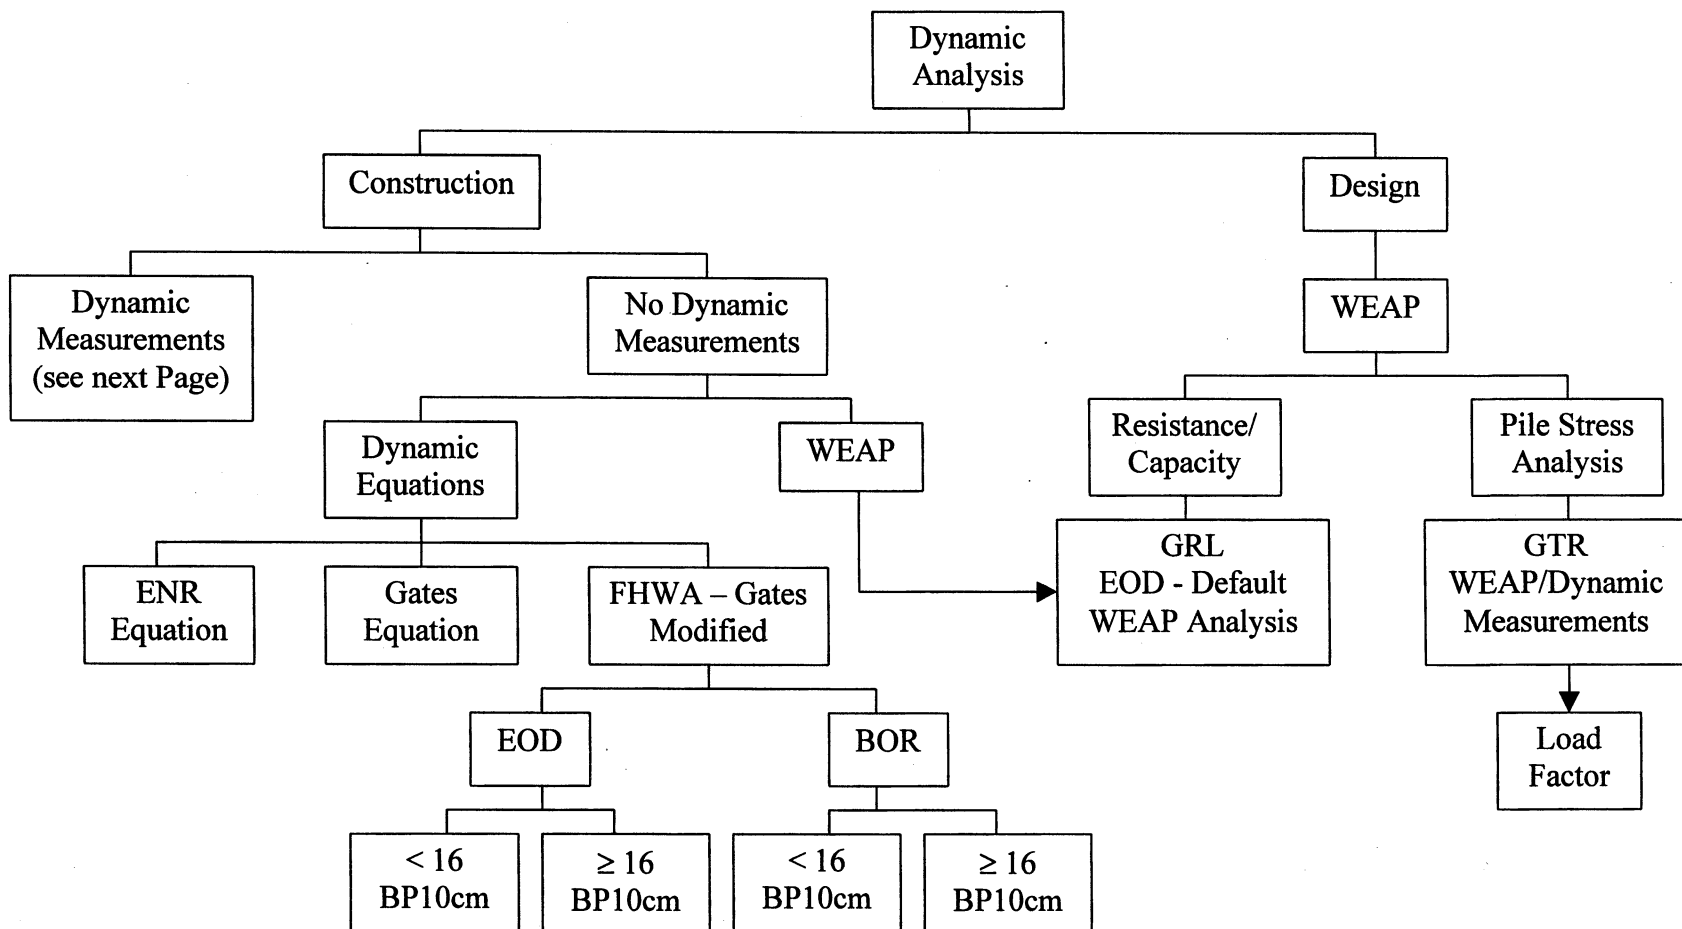 Dynamic
Analysis
Construction
Design
Dynamic
Measurements
(see next Page)
No Dynamic
Measurements
WEAP
Dynamic
Equations
WEAP
Resistance/
Capacity
Pile Stress
Analysis
ENR
Equation
Gates
Equation
FHWA – Gates
Modified
GRL
EOD - Default
WEAP Analysis
GTR
WEAP/Dynamic
Measurements
EOD
BOR
Load
Factor
< 16
BP10cm
≥ 16
BP10cm
< 16
BP10cm
≥ 16
BP10cm